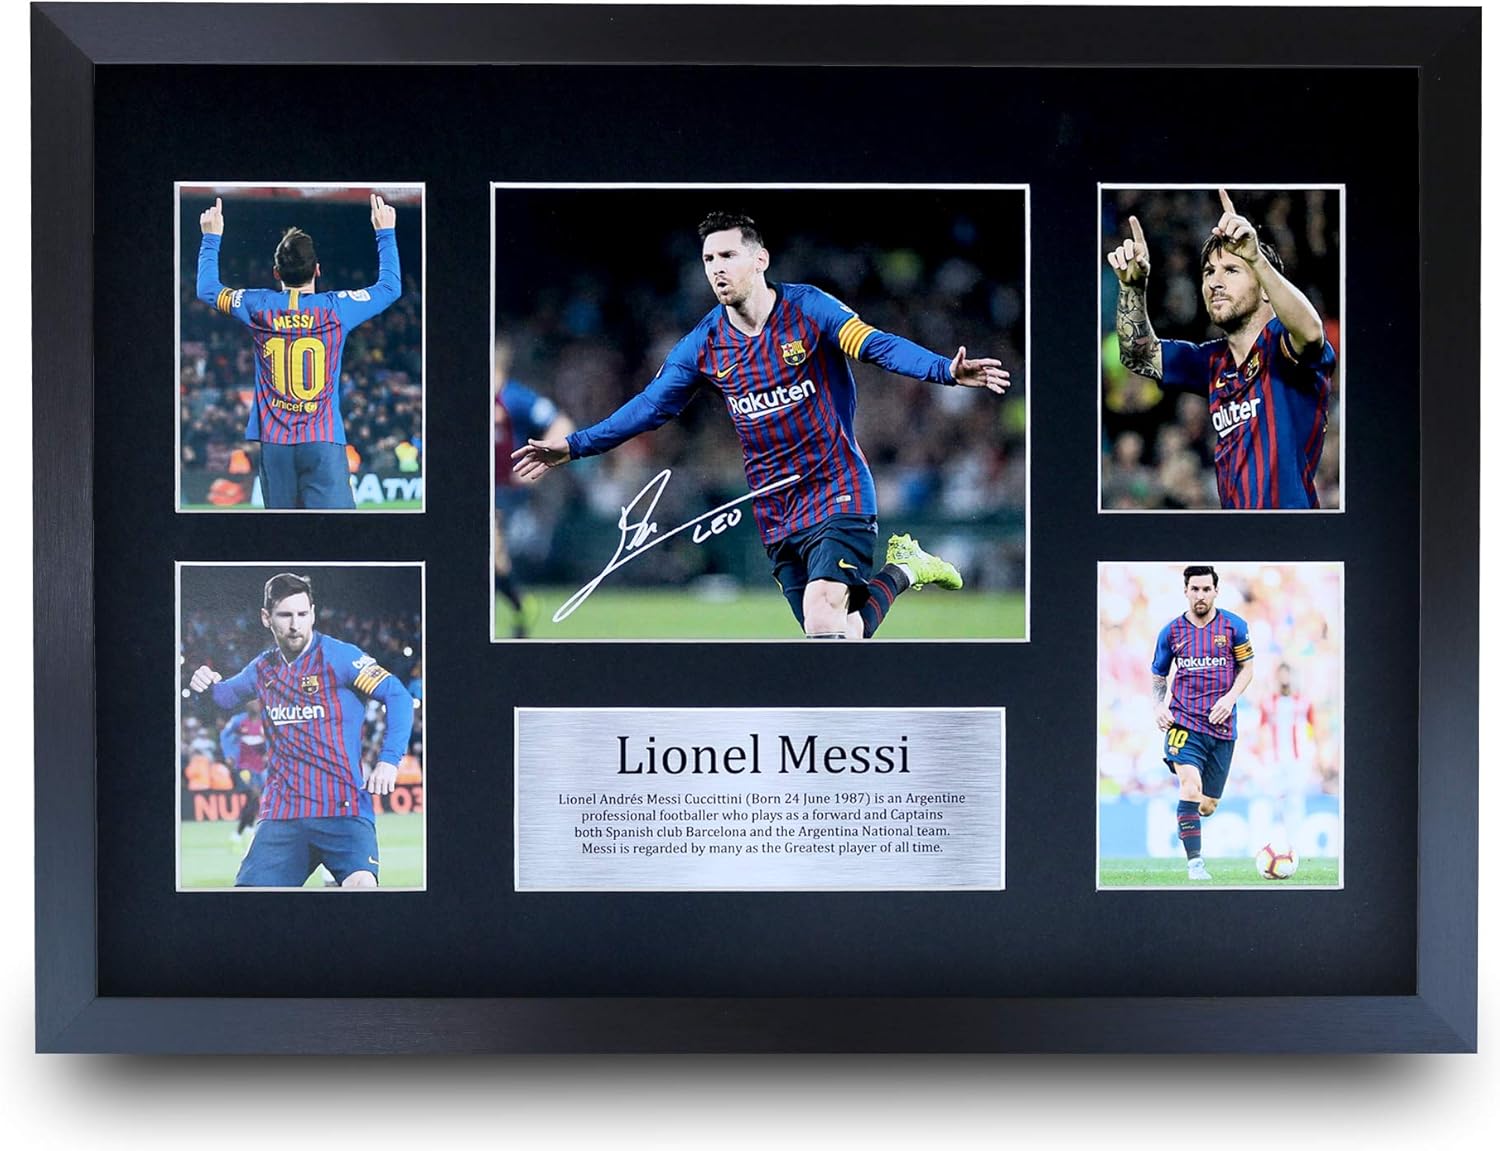 MESSI
10
unicef
Rakuten
LEO
akuten
Rakuten
10
Lionel Messi
Lionel Andrés Messi Cuccittini (Born 24 June 1987) is an Argentine
professional footballer who plays as a forward and Captains
both Spanish club Barcelona and the Argentina National team.
Messi is regarded by many as the Greatest player of all time.